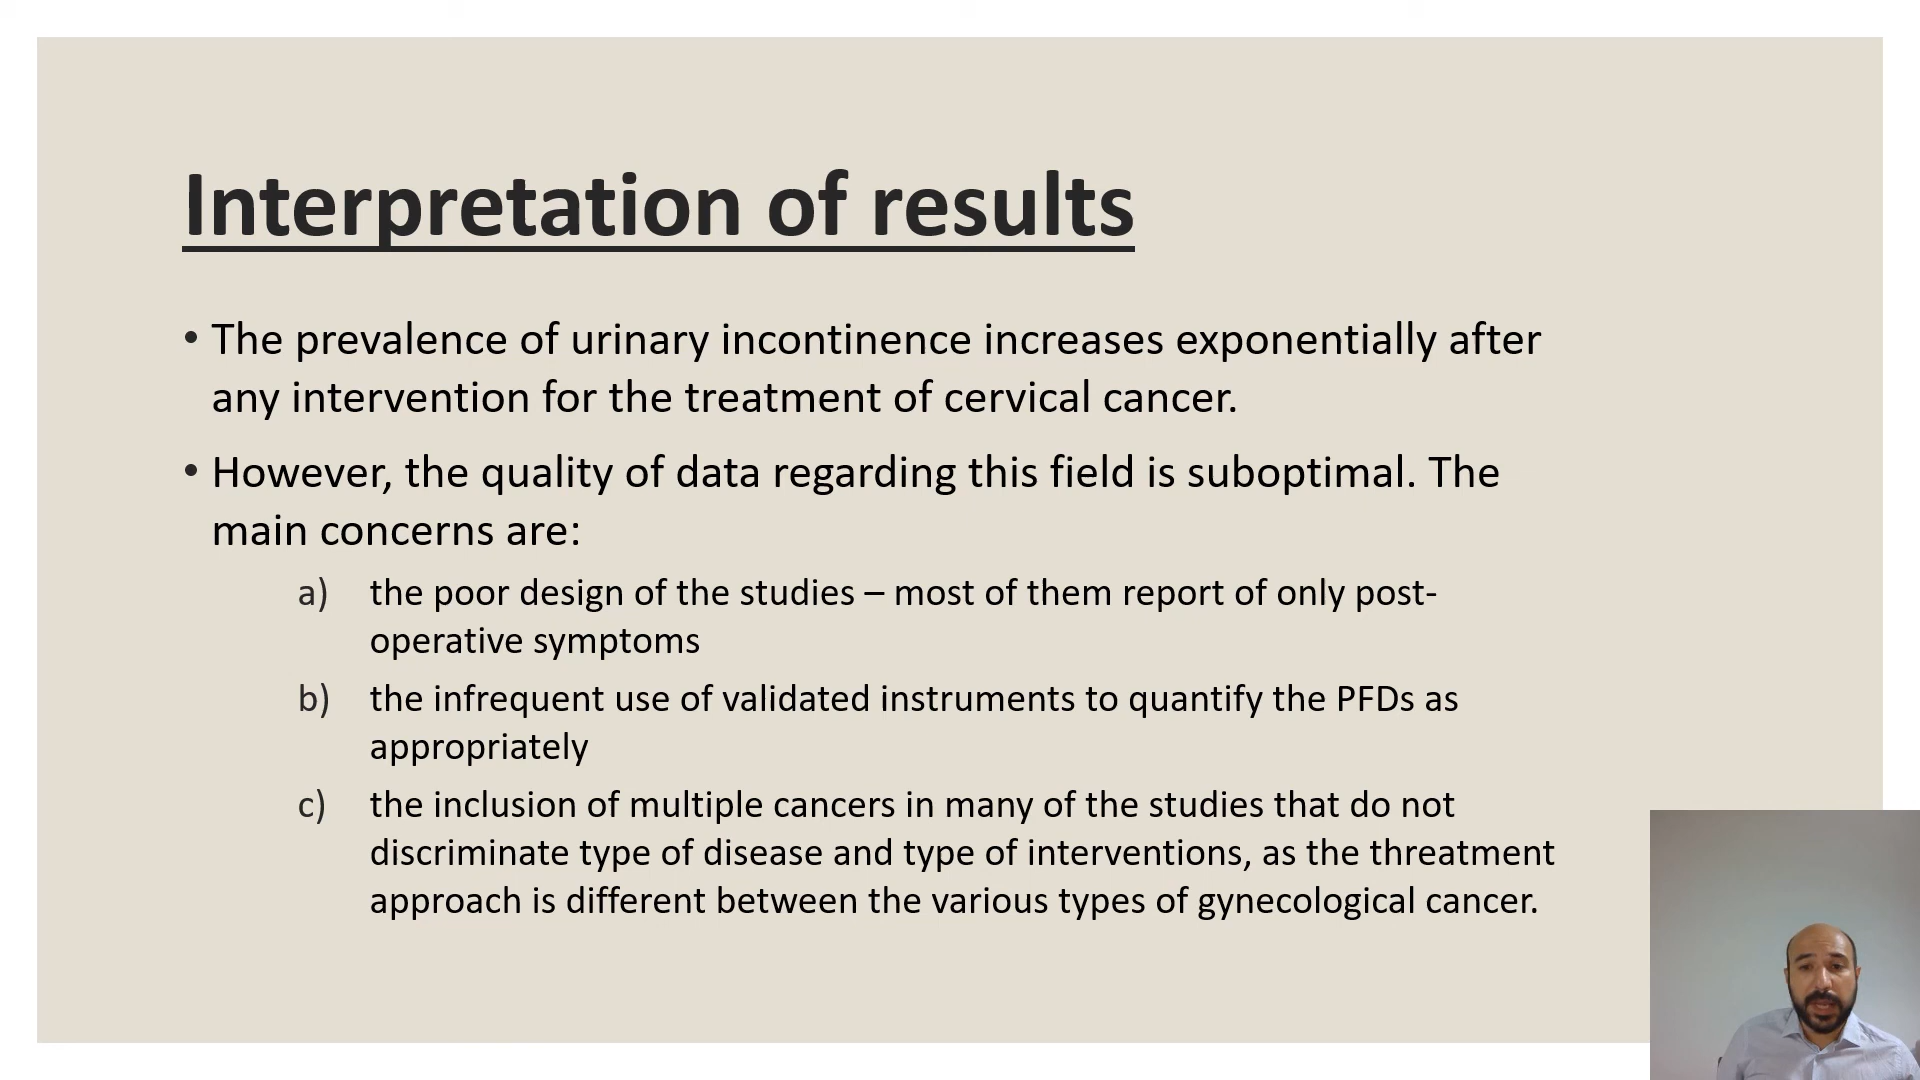 Interpretation of results
• The prevalence of urinary incontinence increases exponentially after
any intervention for the treatment of cervical cancer.
• However, the quality of data regarding this field is suboptimal. The
main concerns are:
a) the poor design of the studies – most of them report of only post-
operative symptoms
b) the infrequent use of validated instruments to quantify the PFDs as
appropriately
c) the inclusion of multiple cancers in many of the studies that do not
discriminate type of disease and type of interventions, as the threatment
approach is different between the various types of gynecological cancer.